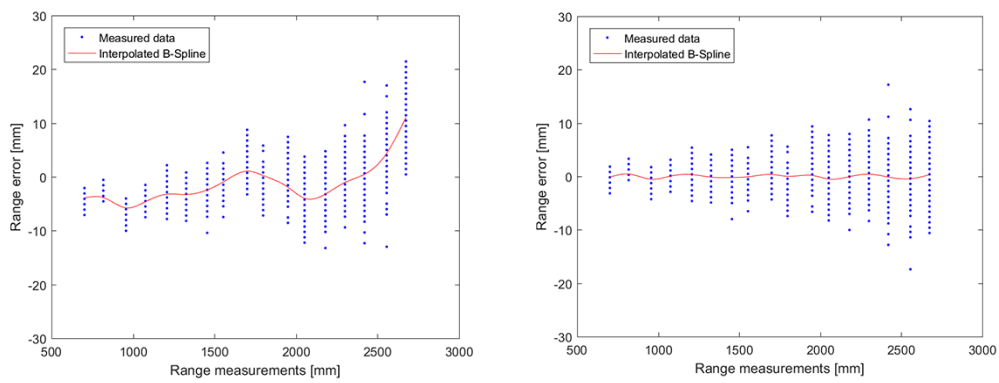 30
20
10
0
-10
-20
-30
Range error [mm]
Measured data
Interpolated B-Spline
500 1000 1500 2000 2500 3000
Range measurements [mm]
30
20
10
0
-10
-20
-30
Range error [mm]
Measured data
Interpolated B-Spline
500 1000 1500 2000 2500 3000
Range measurements [mm]